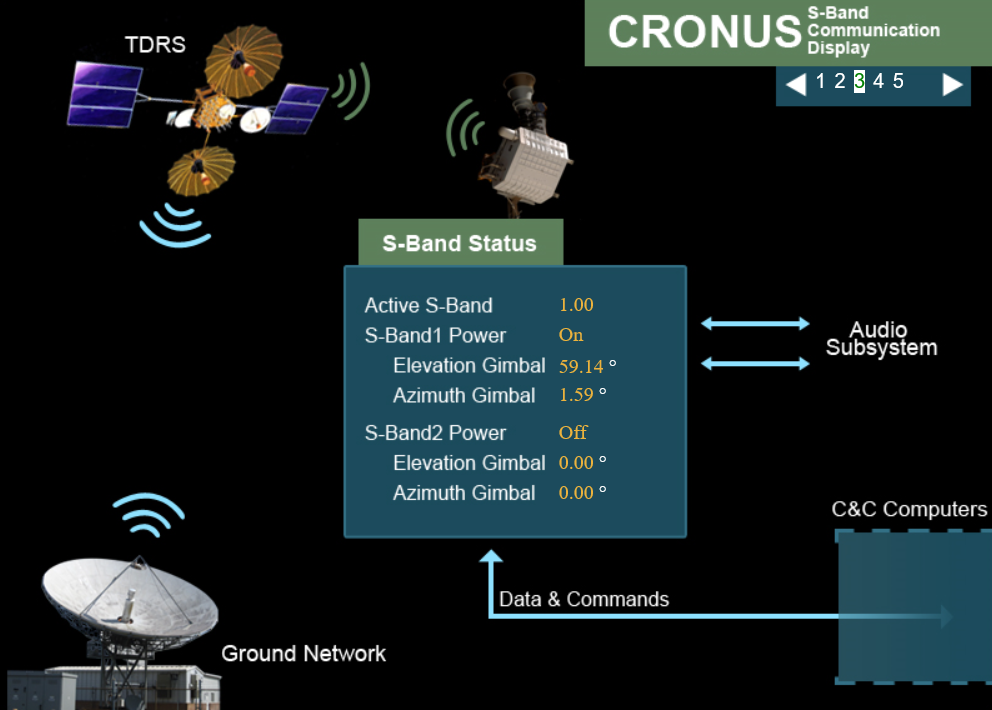 CRONUS S-Band
Communication
Display
TDRS
1 2 3 4 5
S-Band Status
Active S-Band 1.00
S-Band1 Power On
Elevation Gimbal 59.14 °
Azimuth Gimbal 1.59 °
S-Band2 Power Off
Elevation Gimbal 0.00 °
Azimuth Gimbal 0.00 °
Audio
Subsystem
C&C Computers
Data & Commands
Ground Network